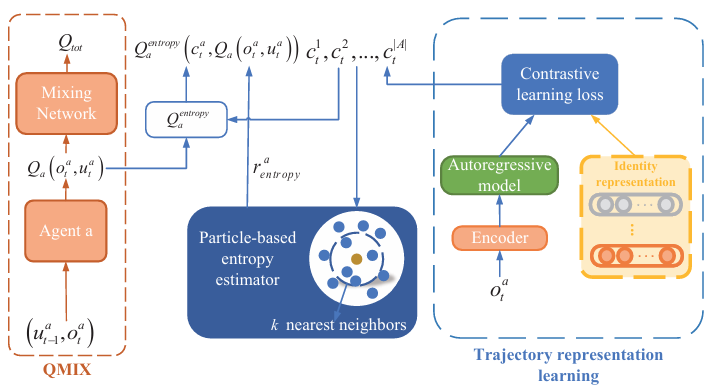 Q_{tot}
Mixing
Network
Q_a(o_t^a, u_t^a)
Agent a
(u_{t-1}^a, o_t^a)
QMIX
Q_a^{entropy}(c_t^a, Q_a(o_t^a, u_t^a)) c_t^1, c_t^2, ..., c_t^{|A|}
Q_a^{entropy}
r_{entropy}^a
Particle-based
entropy
estimator
k nearest neighbors
Contrastive
learning loss
Autoregressive
model
Identity
representation
Encoder
o_t^a
Trajectory representation
learning